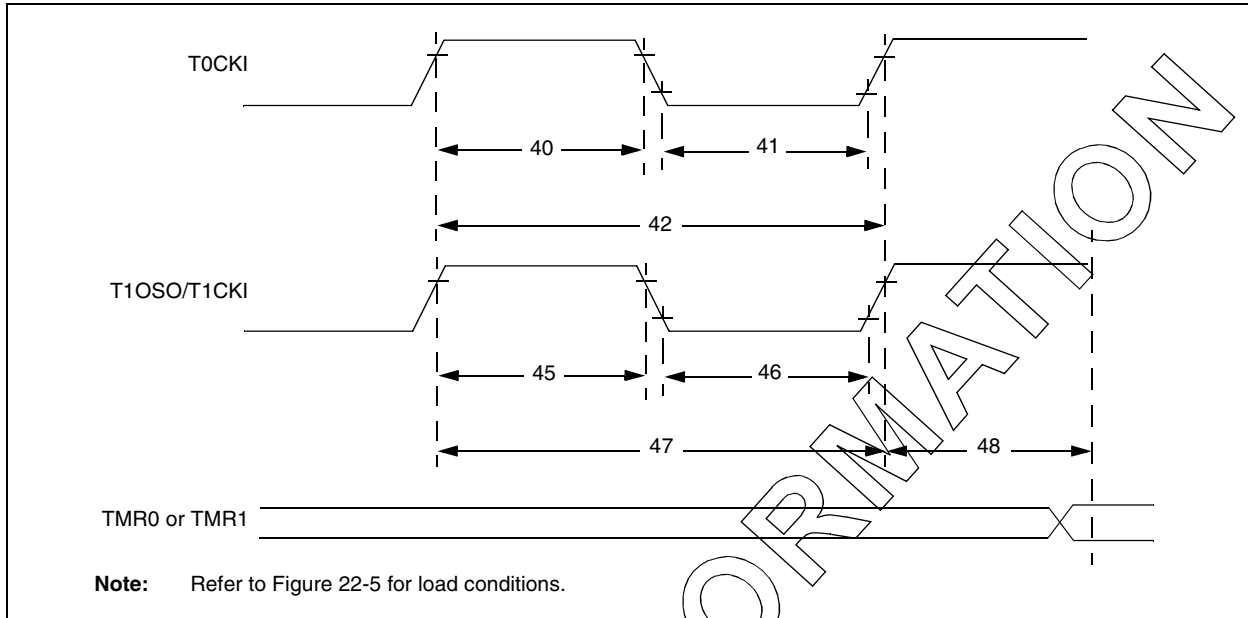 T0CKI
40
41
42
T1OSO/T1CKI
45
46
47
48
TMR0 or TMR1
Note: Refer to Figure 22-5 for load conditions.
ORMATION